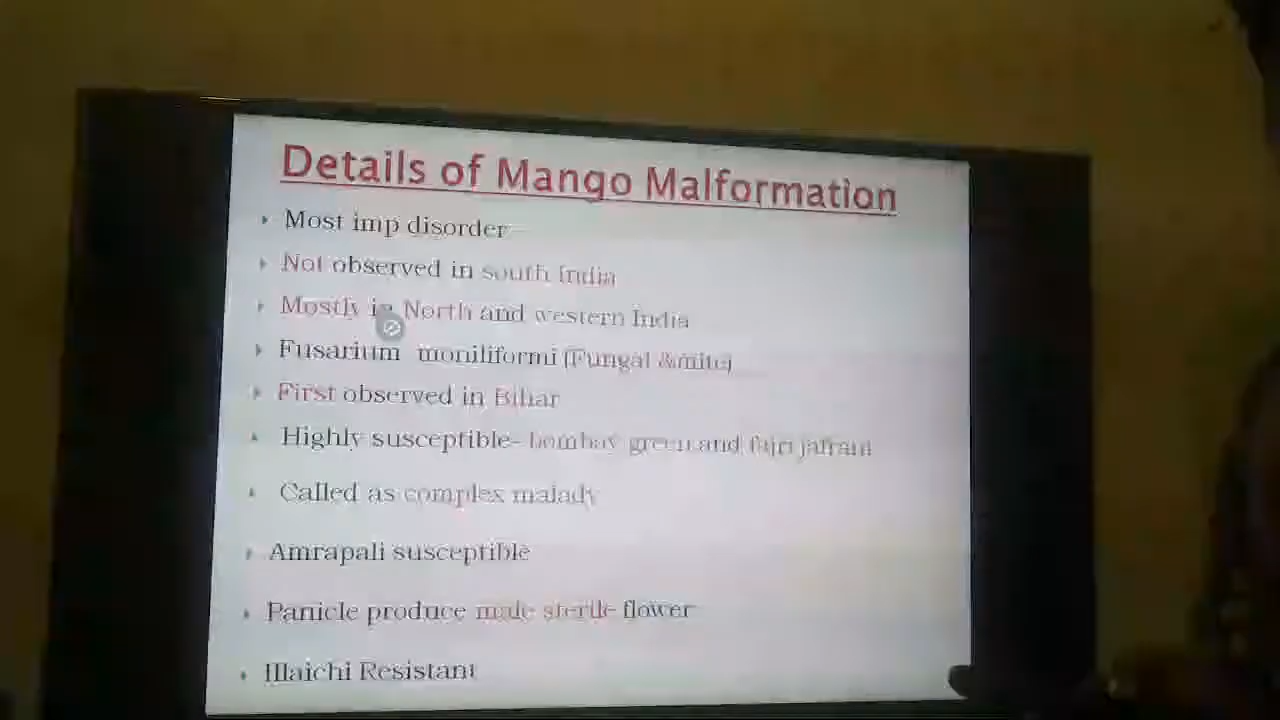 Details of Mango Malformation
Most imp disorder
Not observed in south India
Mostly in North and western India
Fusarium moniliformi (Fungal &mite)
First observed in Bihar
Highly susceptible- bombay green and fajri jafrani
Called as complex malady
Amrapali susceptible
Panicle produce male sterile flower
Illaichi Resistant